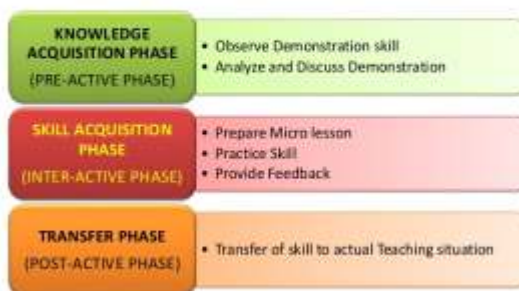 KNOWLEDGE
ACQUISITION PHASE
(PRE-ACTIVE PHASE)
• Observe Demonstration skill
• Analyze and Discuss Demonstration
SKILL ACQUISITION
PHASE
(INTER-ACTIVE PHASE)
• Prepare Micro lesson
• Practice Skill
• Provide Feedback
TRANSFER PHASE
(POST-ACTIVE PHASE)
• Transfer of skill to actual Teaching situation